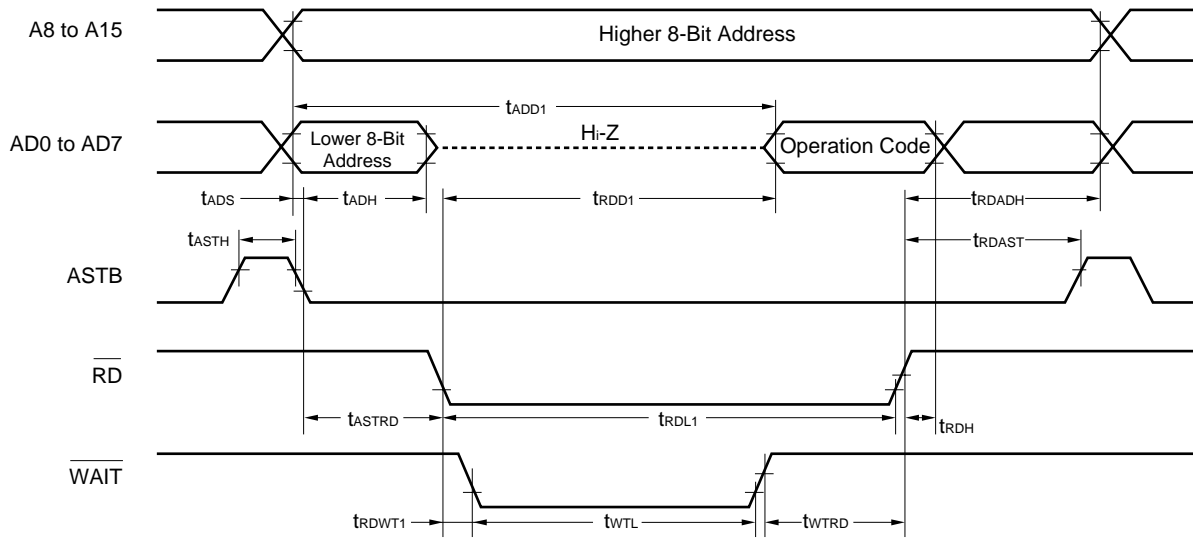 A8 to A15
Higher 8-Bit Address
tADD1
AD0 to AD7
Lower 8-Bit
Address
Hi-Z
Operation Code
tADS
tADH
tRDD1
tRDADH
tASTH
tRDAST
ASTB
RD
tASTRD
tRDL1
tRDH
WAIT
tRDWT1
tWTL
tWTRD